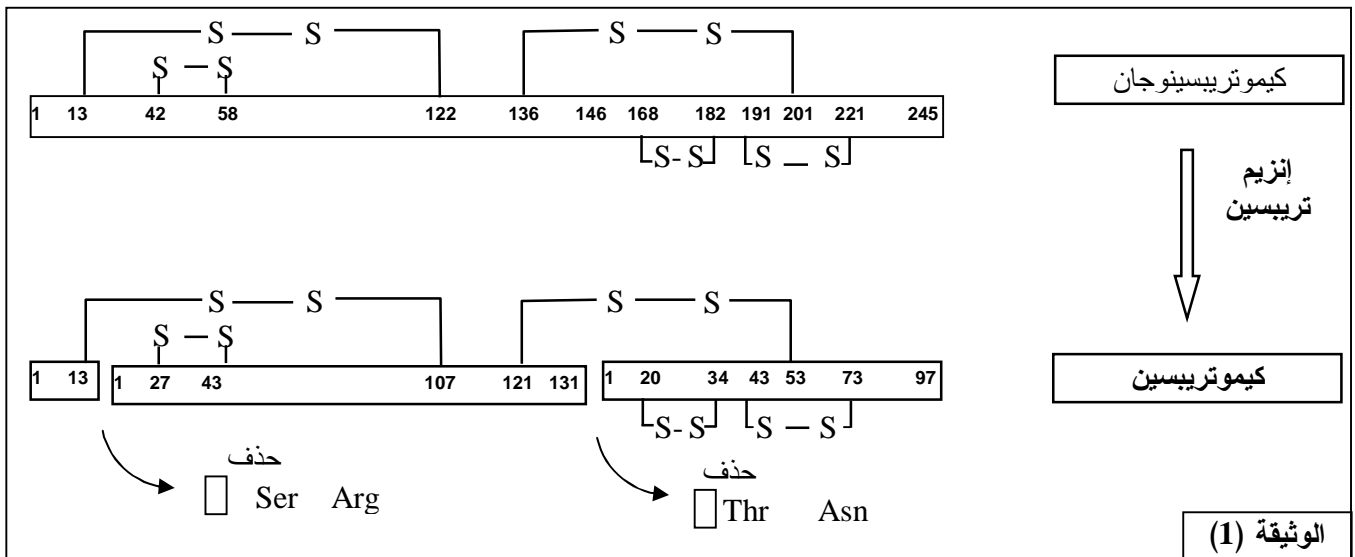 S — S S — S
S — S
كيموتريبسينوجان
1 13 42 58 122 136 146 168 182 191 201 221 245
S- S S — S
إنزيم
تريبسين
S — S S — S
S — S
1 13 1 27 43 107 121 131 1 20 34 43 53 73 97
كيموتريبسين
S- S S — S
حذف حذف
Ser Arg Thr Asn
الوثيقة (1)